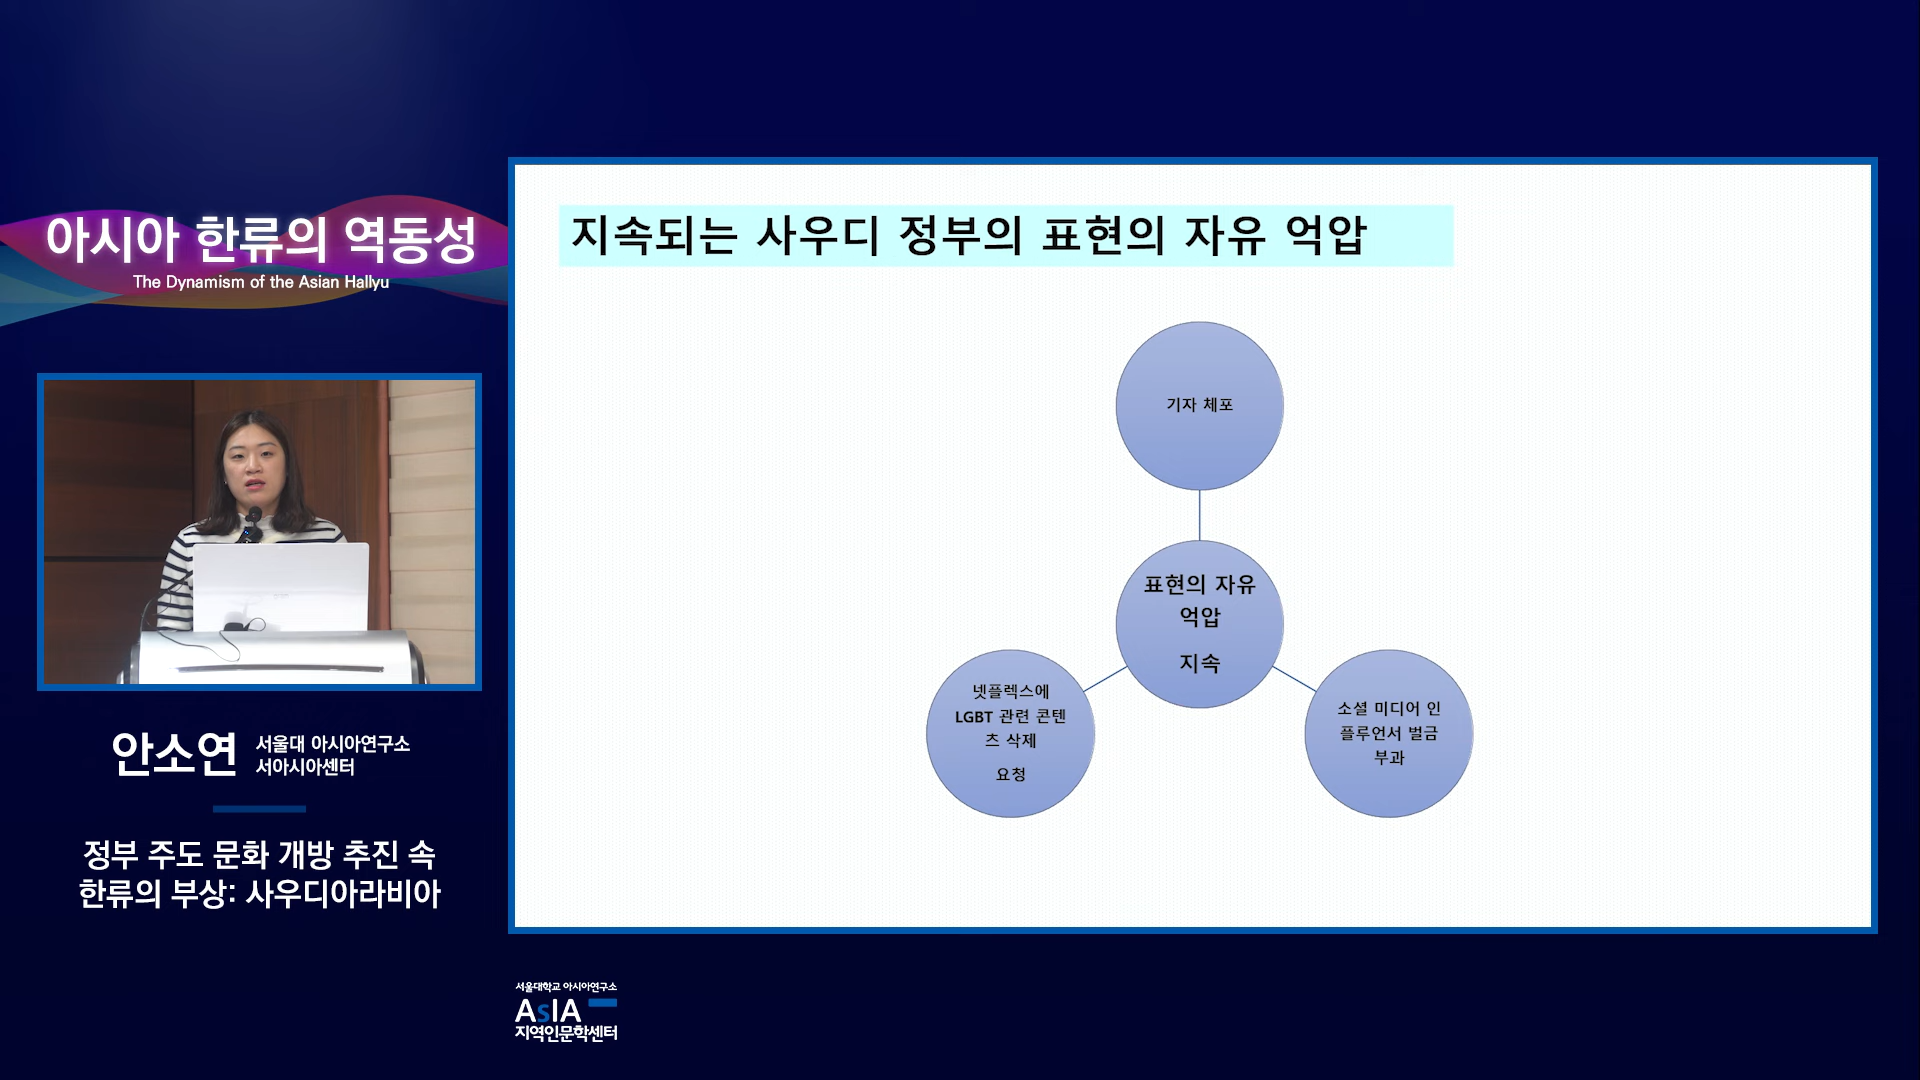 아시아 한류의 역동성
The Dynamism of the Asian Hallyu
안소연
서울대 아시아연구소
서아시아센터
정부 주도 문화 개방 추진 속
한류의 부상: 사우디아라비아
지속되는 사우디 정부의 표현의 자유 억압
기자 체포
표현의 자유
억압
지속
넷플렉스에
LGBT 관련 콘텐
츠 삭제
요청
소셜 미디어 인
플루언서 벌금
부과
서울대학교 아시아연구소
AsIA
지역인문학센터